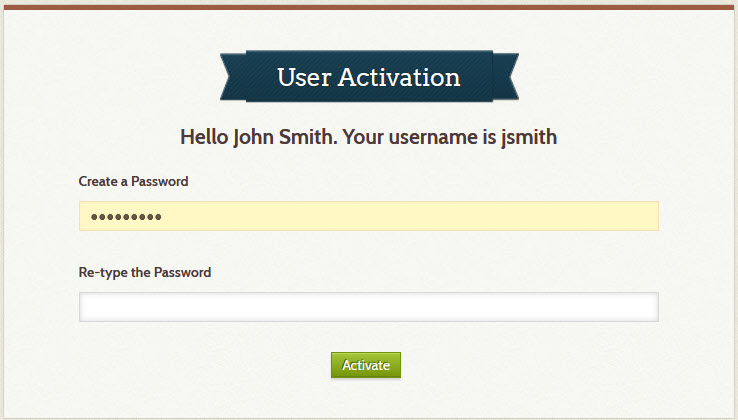 User Activation
Hello John Smith. Your username is jsmith
Create a Password
●●●●●●●●●
Re-type the Password
Activate